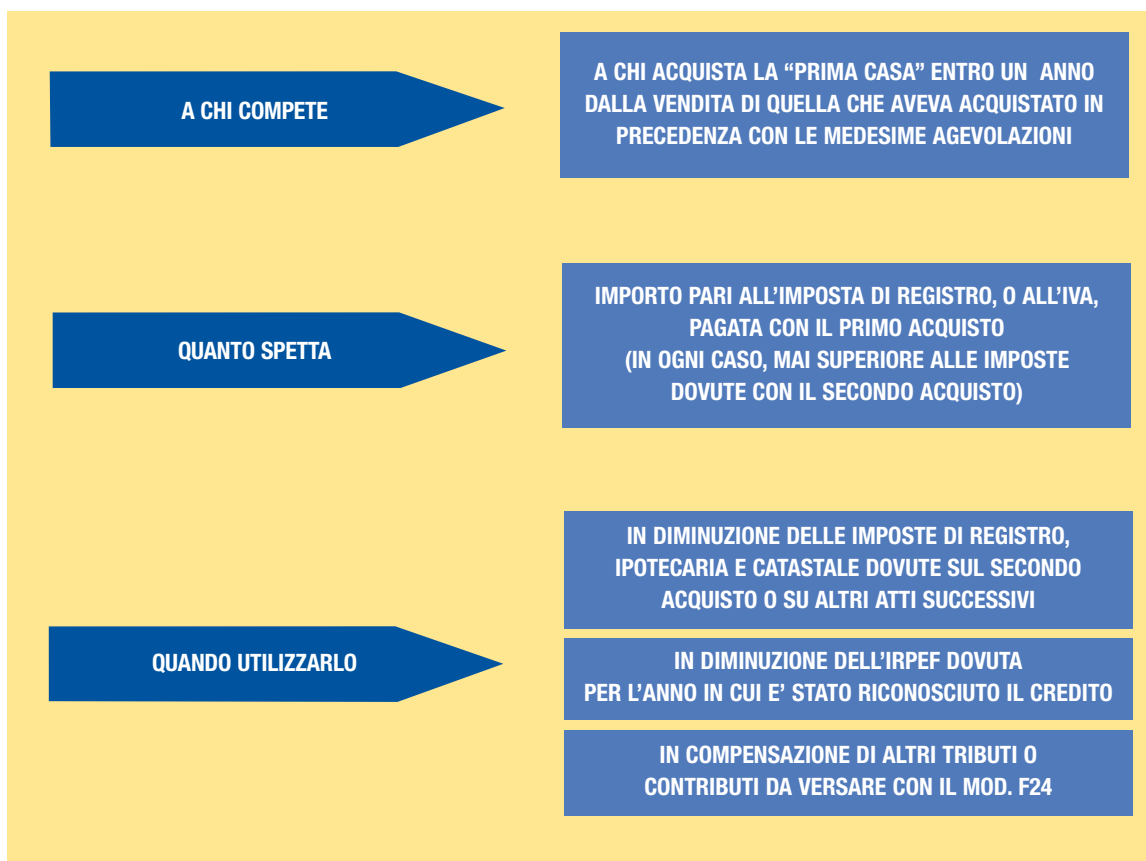 A CHI COMPETE
A CHI ACQUISTA LA “PRIMA CASA” ENTRO UN ANNO
DALLA VENDITA DI QUELLA CHE AVEVA ACQUISTATO IN
PRECEDENZA CON LE MEDESIME AGEVOLAZIONI
QUANTO SPETTA
IMPORTO PARI ALL’IMPOSTA DI REGISTRO, O ALL’IVA,
PAGATA CON IL PRIMO ACQUISTO
(IN OGNI CASO, MAI SUPERIORE ALLE IMPOSTE
DOVUTE CON IL SECONDO ACQUISTO)
QUANDO UTILIZZARLO
IN DIMINUZIONE DELLE IMPOSTE DI REGISTRO,
IPOTECARIA E CATASTALE DOVUTE SUL SECONDO
ACQUISTO O SU ALTRI ATTI SUCCESSIVI
IN DIMINUZIONE DELL’IRPEF DOVUTA
PER L’ANNO IN CUI E’ STATO RICONOSCIUTO IL CREDITO
IN COMPENSAZIONE DI ALTRI TRIBUTI O
CONTRIBUTI DA VERSARE CON IL MOD. F24